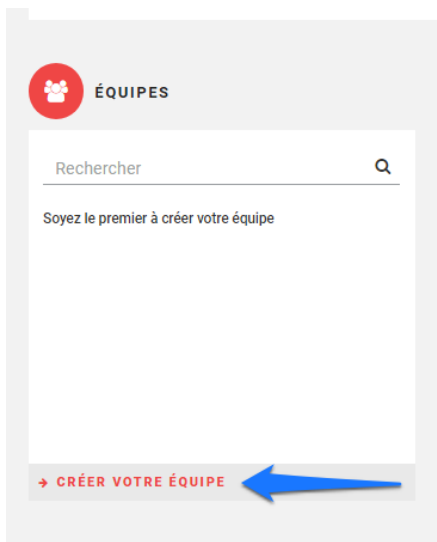 ÉQUIPES
Rechercher
Soyez le premier à créer votre équipe
CRÉER VOTRE ÉQUIPE